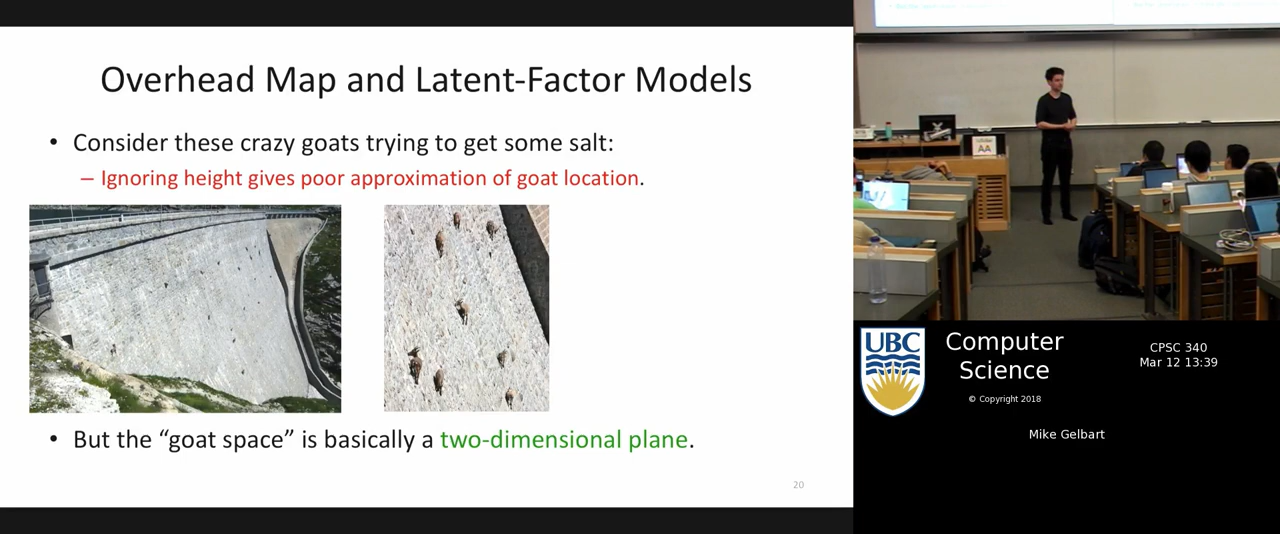 Overhead Map and Latent-Factor Models
• Consider these crazy goats trying to get some salt:
– Ignoring height gives poor approximation of goat location.
• But the “goat space” is basically a two-dimensional plane.
20
AA
UBC
Computer
Science
© Copyright 2018
CPSC 340
Mar 12 13:39
Mike Gelbart